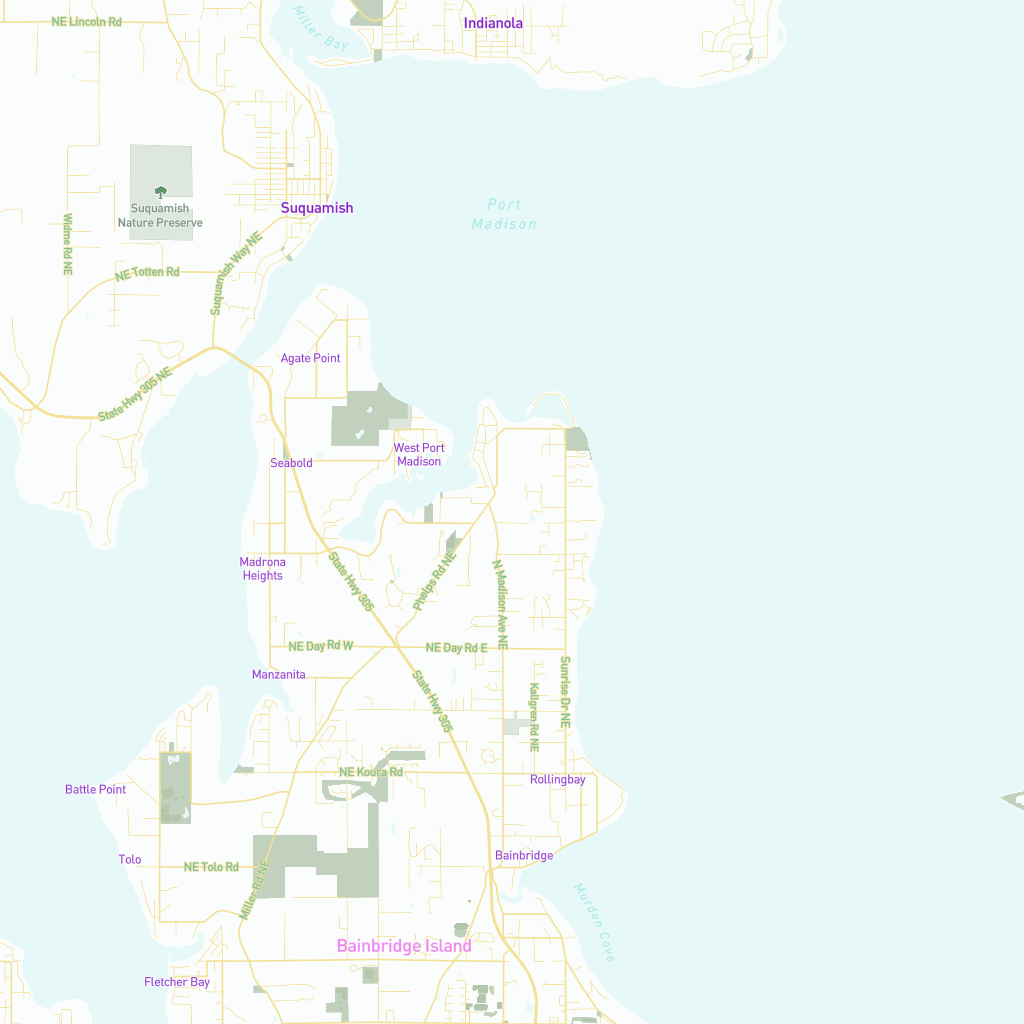 NE Lincoln Rd
Miller Bay
Indianola
Suquamish
Nature Preserve
Suquamish
Port
Madison
Widme Rd NE
NE Totten Rd
Suquamish Way NE
Agate Point
State Hwy 305 NE
West Port
Madison
Seabold
Madrona
Heights
State Hwy 305
Phelps Rd NE
N Madison Ave NE
NE Day Rd W
NE Day Rd E
Manzanita
State Hwy 305
Kallgren Rd NE
Sunrise Dr NE
NE Koura Rd
Rollingbay
Battle Point
Tolo
NE Tolo Rd
Miller Rd NE
Bainbridge
Murden Cove
Bainbridge Island
Fletcher Bay